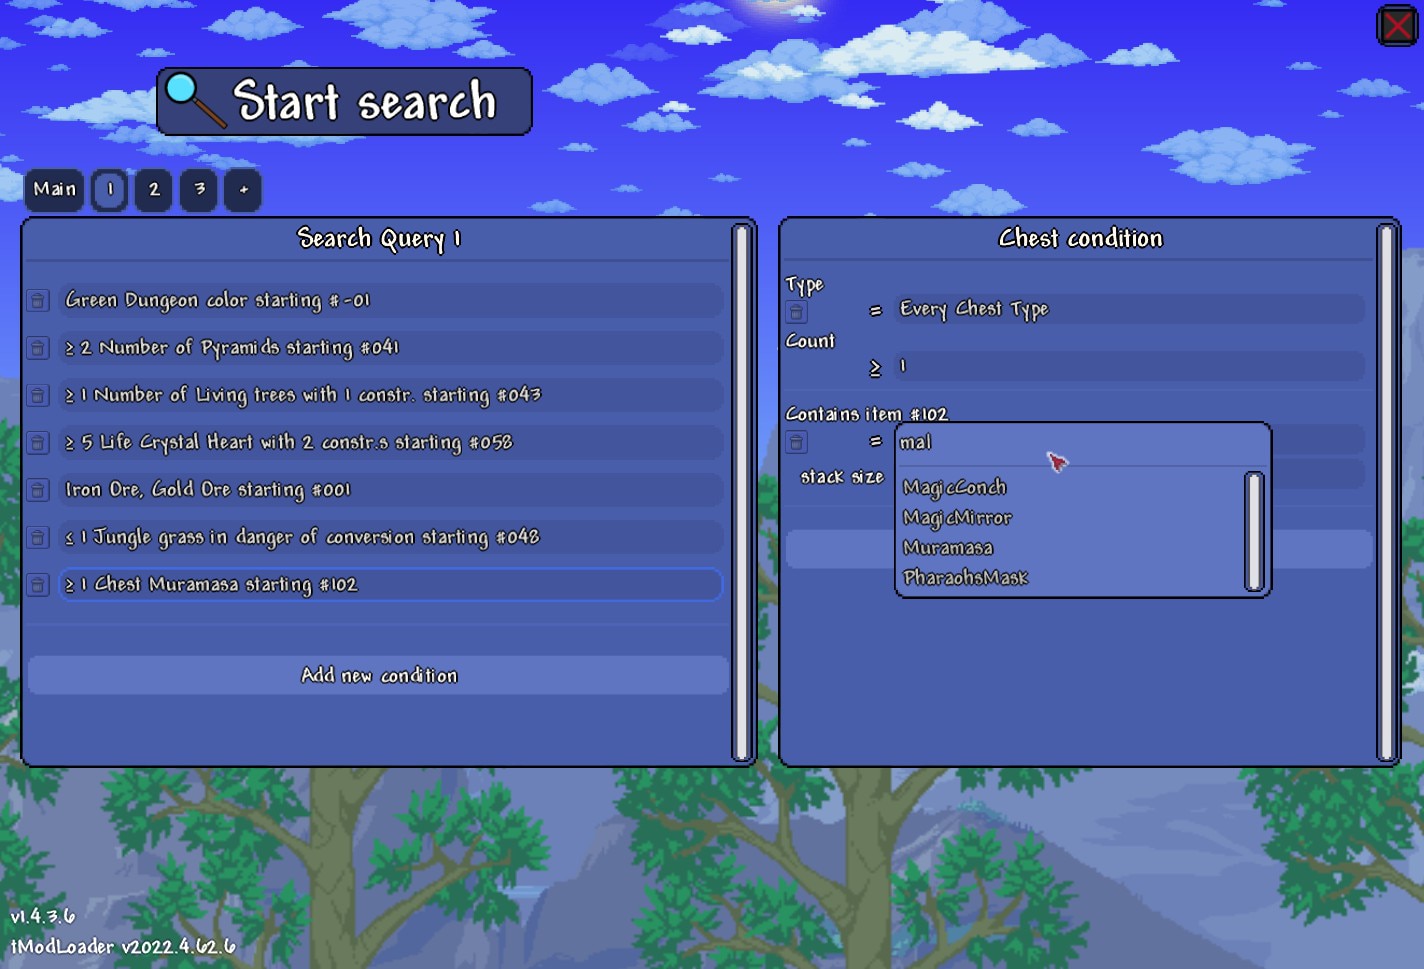 Start search
Main 1 2 3 +
Search Query 1
Green Dungeon color starting #-01
≥ 2 Number of Pyramids starting #041
≥ 1 Number of Living trees with 1 constr. starting #043
≥ 5 Life Crystal Heart with 2 constr.s starting #058
Iron Ore, Gold Ore starting #001
≤ 1 Jungle grass in danger of conversion starting #048
≥ 1 Chest Muramasa starting #102
Add new condition
Chest condition
Type
= Every Chest Type
Count
≥ 1
Contains item #102
= mal
stack size
MagicConch
MagicMirror
Muramasa
PharaohsMask
v1.4.3.6
tModLoader v2022.4.62.6